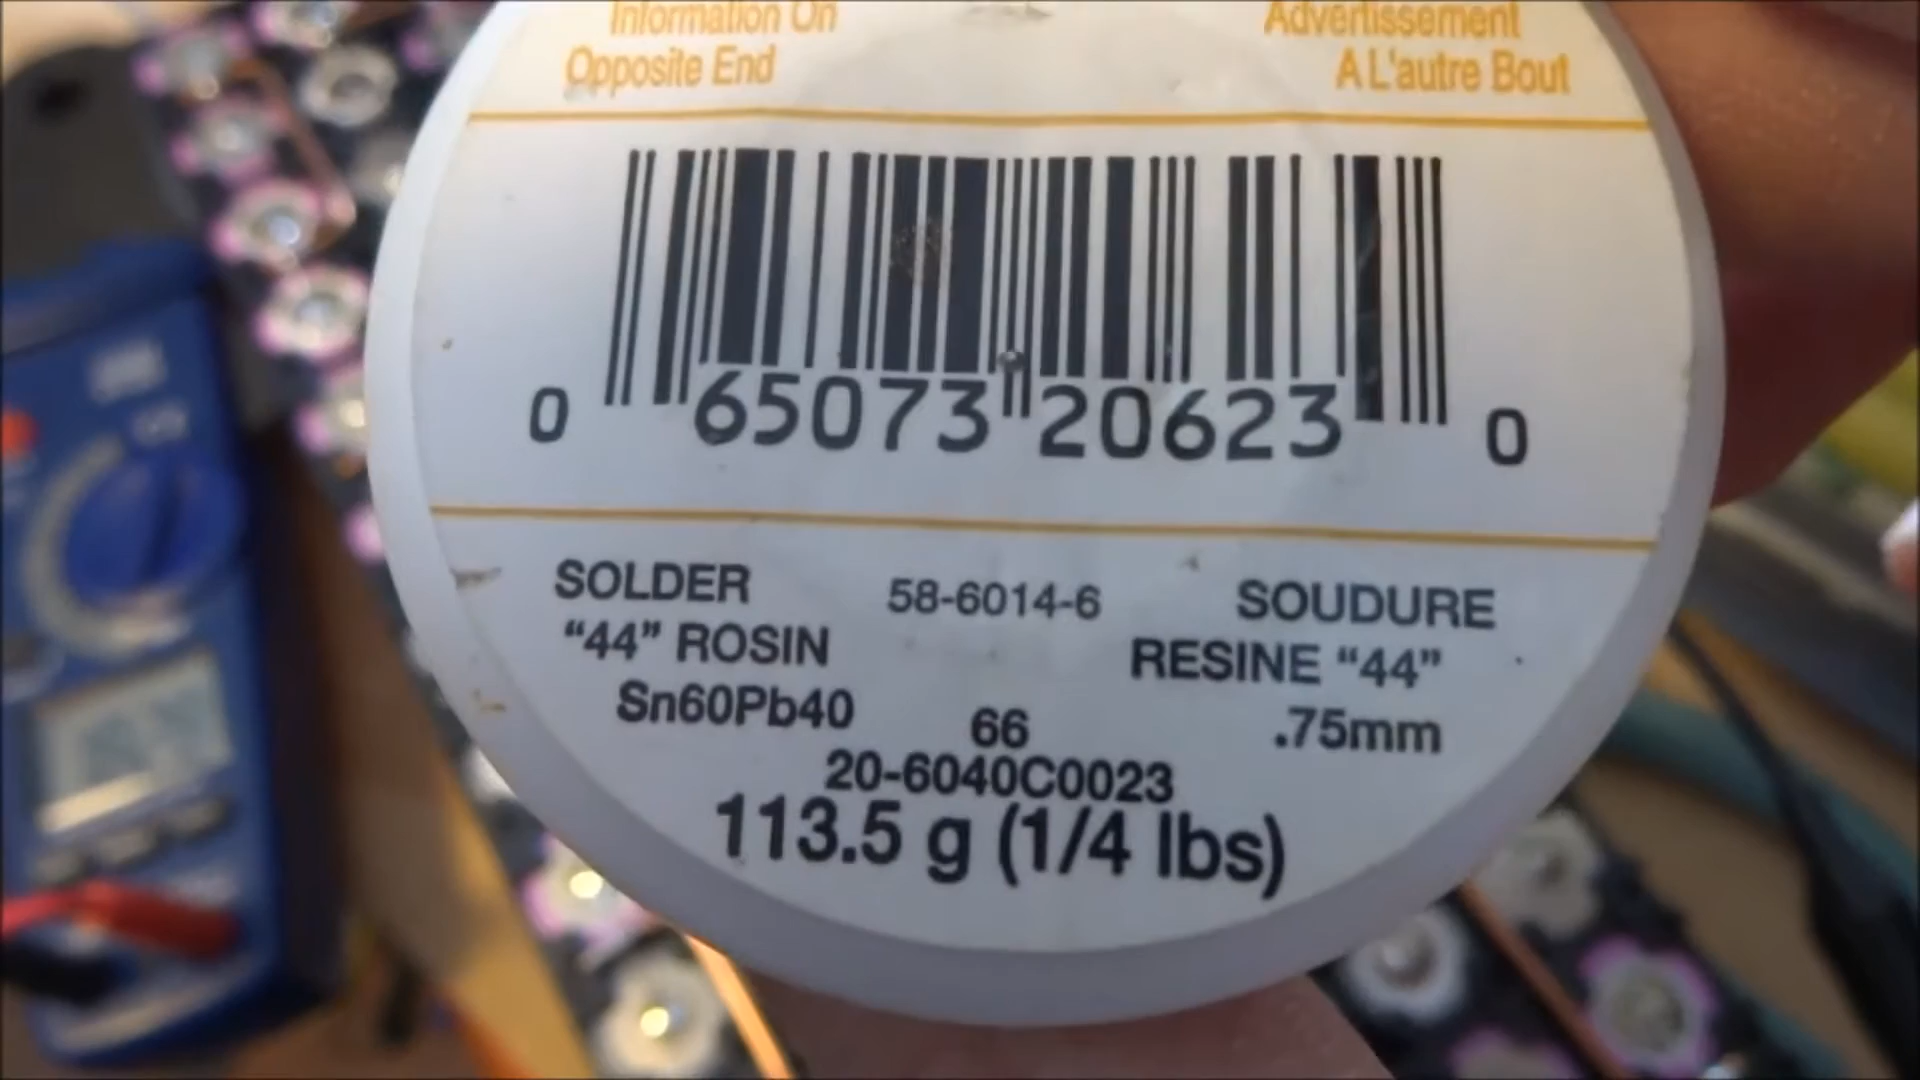 Information On
Opposite End
Advertissement
A L'autre Bout
0 65073 20623 0
SOLDER
"44" ROSIN
Sn60Pb40
58-6014-6
SOUDURE
RESINE "44"
.75mm
66
20-6040C0023
113.5 g (1/4 lbs)